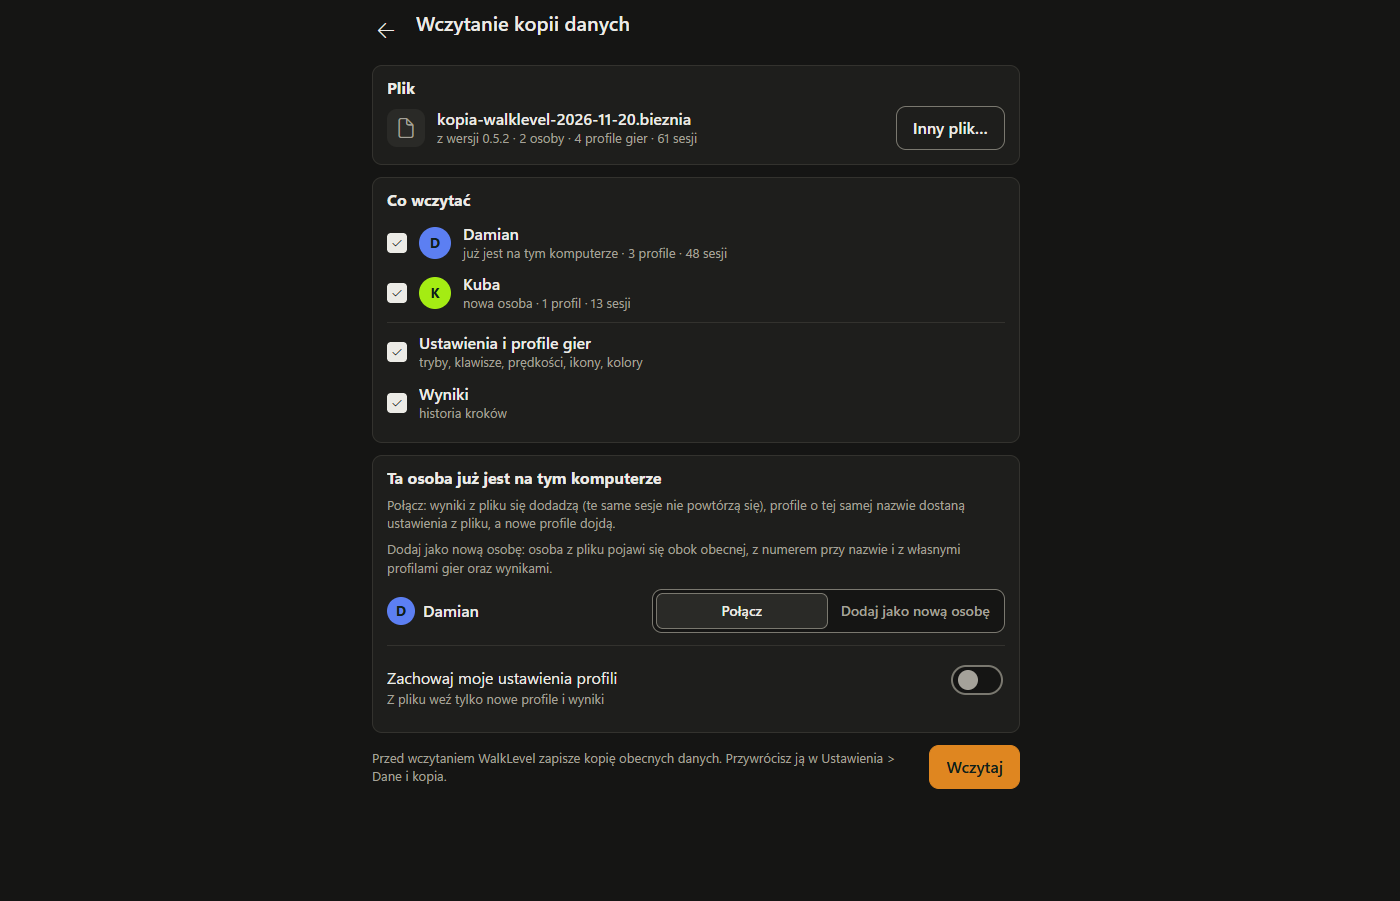 Wczytanie kopii danych
Plik
kopia-walklevel-2026-11-20.bieznia
z wersji 0.5.2 · 2 osoby · 4 profile gier · 61 sesji
Inny plik...
Co wczytać
D
Damian
już jest na tym komputerze · 3 profile · 48 sesji
K
Kuba
nowa osoba · 1 profil · 13 sesji
Ustawienia i profile gier
tryby, klawisze, prędkości, ikony, kolory
Wyniki
historia kroków
Ta osoba już jest na tym komputerze
Połącz: wyniki z pliku się dodadzą (te same sesje nie powtórzą się), profile o tej samej nazwie dostaną
ustawienia z pliku, a nowe profile dojdą.
Dodaj jako nową osobę: osoba z pliku pojawi się obok obecnej, z numerem przy nazwie i z własnymi
profilami gier oraz wynikami.
D
Damian
Połącz
Dodaj jako nową osobę
Zachowaj moje ustawienia profili
Z pliku weź tylko nowe profile i wyniki
Przed wczytaniem WalkLevel zapisze kopię obecnych danych. Przywrócisz ją w Ustawienia >
Dane i kopia.
Wczytaj